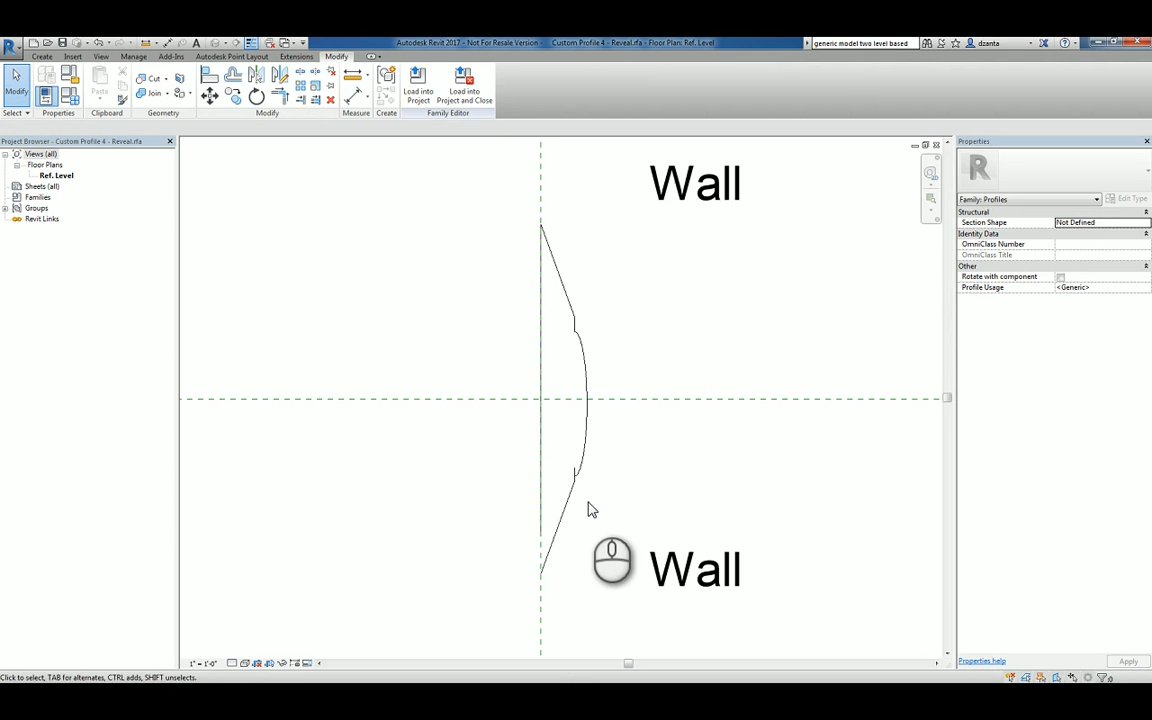 Autodesk Revit 2017 - Not For Resale Version - Custom Profile 4 - Reveal.rfa - Floor Plan: Ref. Level
generic model two level based
dzanta
Create Insert View Manage Add-Ins Autodesk Point Layout Extensions Modify
Modify
Paste
Cut
Join
Load into
Project
Load into
Project and Close
Select Properties Clipboard Geometry Modify Measure Create Family Editor
Project Browser - Custom Profile 4 - Reveal.rfa
Views (all)
Floor Plans
Ref. Level
Sheets (all)
Families
Groups
Revit Links
Wall
Wall
Properties
Family: Profiles
Edit Type
Structural
Section Shape Not Defined
Identity Data
OmniClass Number
OmniClass Title
Other
Rotate with component
Profile Usage <Generic>
Properties help
Apply
1" = 1'-0"
Click to select, TAB for alternates, CTRL adds, SHIFT unselects.
:0